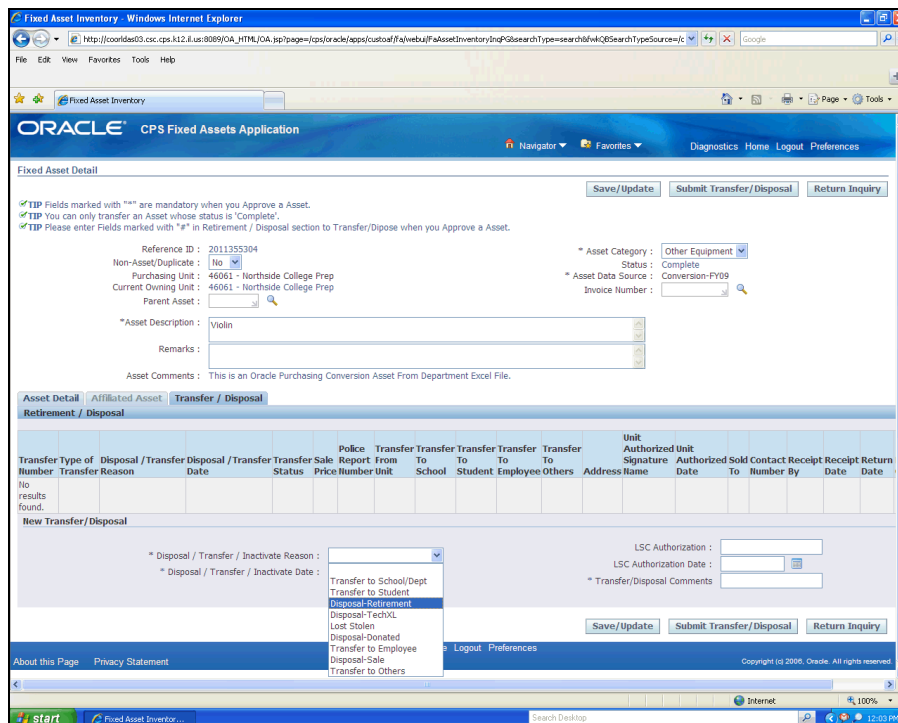 Fixed Asset Inventory - Windows Internet Explorer
http://coorldas03.csc.cps.k12.il.us:8089/OA_HTML/OA.jsp?page=/cps/oracle/apps/custoaf/fa/webui/FaAssetInventoryInqPG&searchType=search&fwkQBSearchTypeSource=/c
Google
File Edit View Favorites Tools Help
Fixed Asset Inventory
Page Tools
ORACLE CPS Fixed Assets Application
Navigator Favorites Diagnostics Home Logout Preferences
Fixed Asset Detail
Save/Update Submit Transfer/Disposal Return Inquiry
TIP Fields marked with "*" are mandatory when you Approve a Asset.
TIP You can only transfer an Asset whose status is 'Complete'.
TIP Please enter Fields marked with "#" in Retirement / Disposal section to Transfer/Dipose when you Approve a Asset.
Reference ID : 2011355304
* Asset Category : Other Equipment
Non-Asset/Duplicate : No
Status : Complete
Purchasing Unit : 46061 - Northside College Prep
* Asset Data Source : Conversion-FY09
Current Owning Unit : 46061 - Northside College Prep
Invoice Number :
Parent Asset :
*Asset Description : Violin
Remarks :
Asset Comments : This is an Oracle Purchasing Conversion Asset From Department Excel File.
Asset Detail Affiliated Asset Transfer / Disposal
Retirement / Disposal
Transfer Number
Type of Transfer
Disposal /Transfer Reason
Disposal /Transfer Date
Transfer Status
Sale Price
Police Report Number
Transfer From Unit
Transfer To School
Transfer To Student
Transfer To Employee
Transfer To Others
Address
Unit Authorized Signature Name
Unit Authorized Date
Sold To
Contact Number
Receipt By
Receipt Date
Return Date
No results found.
New Transfer/Disposal
* Disposal / Transfer / Inactivate Reason :
LSC Authorization :
* Disposal / Transfer / Inactivate Date :
LSC Authorization Date :
* Transfer/Disposal Comments
Transfer to School/Dept
Transfer to Student
Disposal-Retirement
Disposal-TechXL
Lost Stolen
Disposal-Donated
Transfer to Employee
Disposal-Sale
Transfer to Others
Save/Update Submit Transfer/Disposal Return Inquiry
e Logout Preferences
About this Page Privacy Statement
Copyright (c) 2006, Oracle. All rights reserved.
Internet 100%
start Fixed Asset Inventor... Search Desktop 12:03 PM